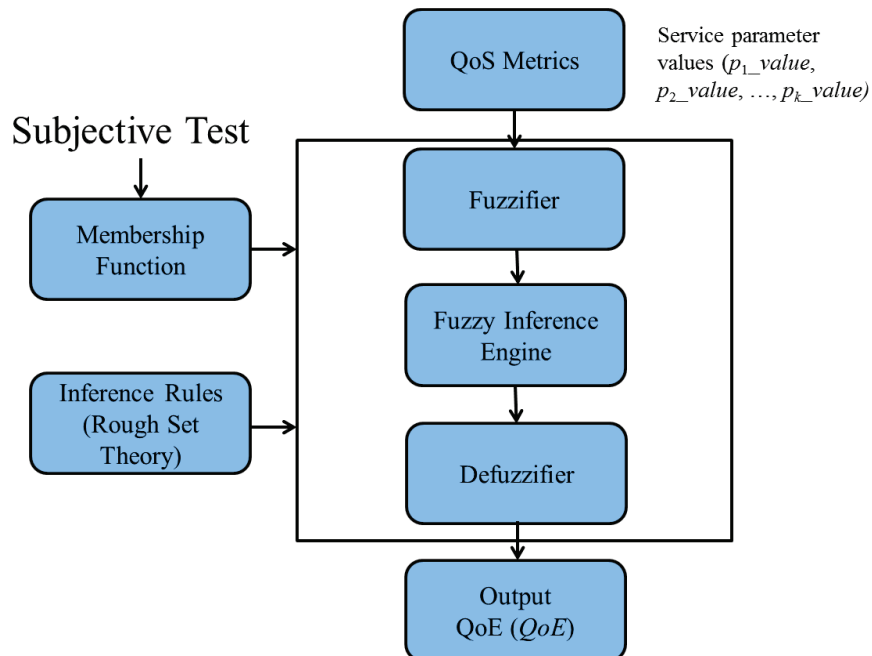 QoS Metrics
Service parameter
values (p1_value,
p2_value, …, pk_value)
Subjective Test
Membership
Function
Fuzzifier
Fuzzy Inference
Engine
Inference Rules
(Rough Set
Theory)
Defuzzifier
Output
QoE (QoE)